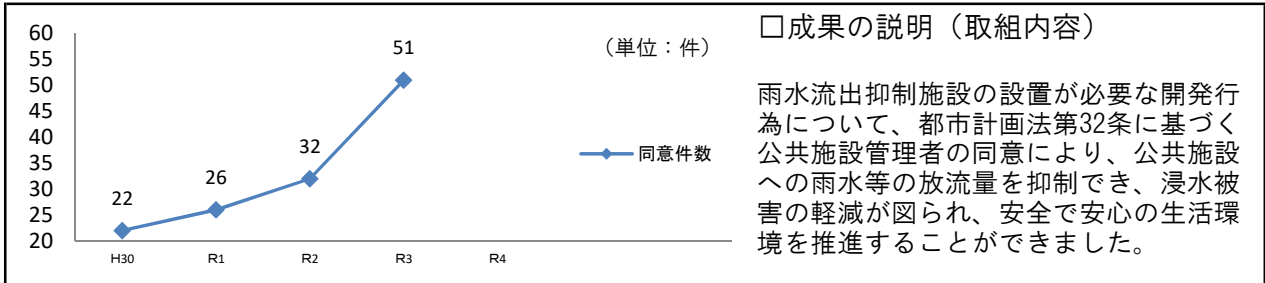 60
55
50
45
40
35
30
25
20
22
26
32
51
(単位:件)
同意件数
H30
R1
R2
R3
R4
□成果の説明(取組内容)
雨水流出抑制施設の設置が必要な開発行
為について、都市計画法第32条に基づく
公共施設管理者の同意により、公共施設
への雨水等の放流量を抑制でき、浸水被
害の軽減が図られ、安全で安心の生活環
境を推進することができました。